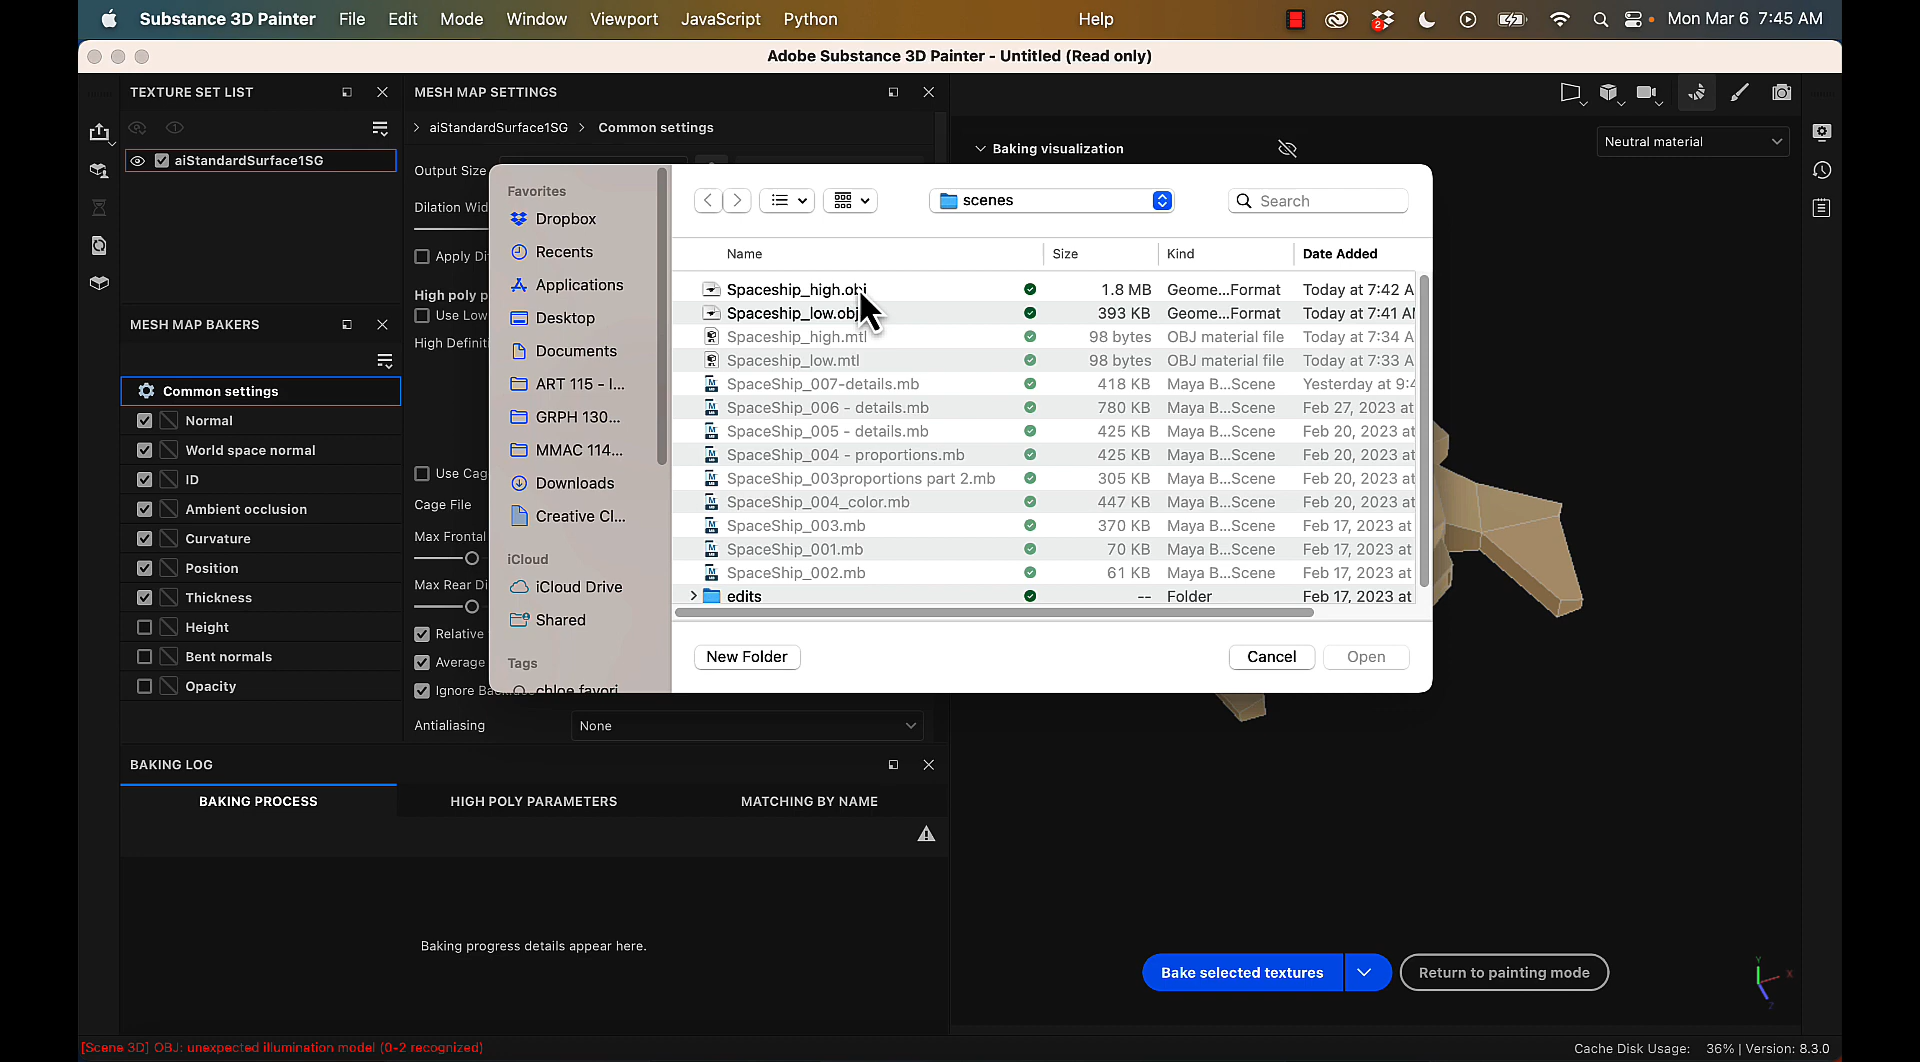 Substance 3D Painter File Edit Mode Window Viewport JavaScript Python Help 2 Mon Mar 6 7:45 AM
Adobe Substance 3D Painter - Untitled (Read only)
TEXTURE SET LIST
aiStandardSurface1SG
MESH MAP BAKERS
Common settings
Normal
World space normal
ID
Ambient occlusion
Curvature
Position
Thickness
Height
Bent normals
Opacity
MESH MAP SETTINGS
> aiStandardSurface1SG > Common settings
Output Size
Dilation Wid
Apply Di
High poly p
Use Low
High Definiti
Use Cag
Cage File
Max Frontal
Max Rear Di
Relative
Average
Ignore Ba
Antialiasing None
Baking visualization
Neutral material
Favorites
Dropbox
Recents
Applications
Desktop
Documents
ART 115 - I...
GRPH 130...
MMAC 114...
Downloads
Creative Cl...
iCloud
iCloud Drive
Shared
Tags
chloe favori
scenes
Search
Name Size Kind Date Added
Spaceship_high.obj 1.8 MB Geome...Format Today at 7:42 A
Spaceship_low.obj 393 KB Geome...Format Today at 7:41 A
Spaceship_high.mtl 98 bytes OBJ material file Today at 7:34 A
Spaceship_low.mtl 98 bytes OBJ material file Today at 7:33 A
SpaceShip_007-details.mb 418 KB Maya B...Scene Yesterday at 9:4
SpaceShip_006 - details.mb 780 KB Maya B...Scene Feb 27, 2023 at
SpaceShip_005 - details.mb 425 KB Maya B...Scene Feb 20, 2023 at
SpaceShip_004 - proportions.mb 425 KB Maya B...Scene Feb 20, 2023 at
SpaceShip_003proportions part 2.mb 305 KB Maya B...Scene Feb 20, 2023 at
SpaceShip_004_color.mb 447 KB Maya B...Scene Feb 20, 2023 at
SpaceShip_003.mb 370 KB Maya B...Scene Feb 17, 2023 at
SpaceShip_001.mb 70 KB Maya B...Scene Feb 17, 2023 at
SpaceShip_002.mb 61 KB Maya B...Scene Feb 17, 2023 at
edits -- Folder Feb 17, 2023 at
New Folder Cancel Open
BAKING LOG
BAKING PROCESS HIGH POLY PARAMETERS MATCHING BY NAME
Baking progress details appear here.
Bake selected textures Return to painting mode
Y X Z
[Scene 3D] OBJ: unexpected illumination model (0-2 recognized) Cache Disk Usage: 36% | Version: 8.3.0